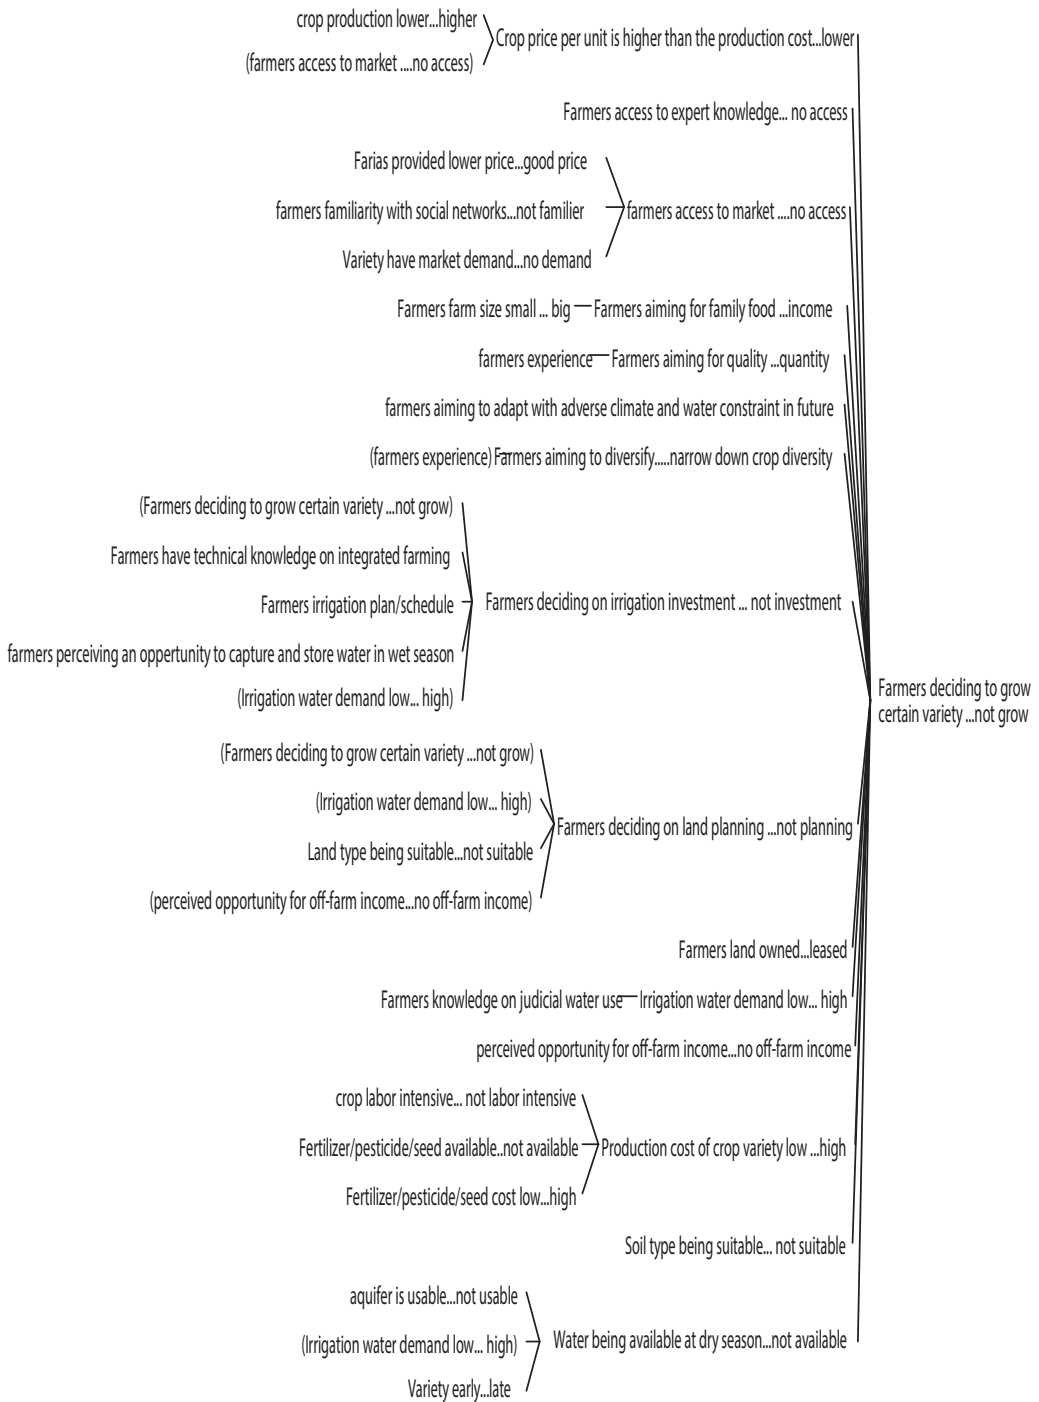 crop production lower...higher
Crop price per unit is higher than the production cost...lower
(farmers access to market ....no access)
Farmers access to expert knowledge... no access
Farias provided lower price...good price
farmers familiarity with social networks...not familier
farmers access to market ....no access
Variety have market demand...no demand
Farmers farm size small ... big
Farmers aiming for family food ...income
farmers experience
Farmers aiming for quality ...quantity
farmers aiming to adapt with adverse climate and water constraint in future
(farmers experience)
Farmers aiming to diversify.....narrow down crop diversity
(Farmers deciding to grow certain variety ...not grow)
Farmers have technical knowledge on integrated farming
Farmers irrigation plan/schedule
Farmers deciding on irrigation investment ... not investment
farmers perceiving an oppertunity to capture and store water in wet season
(Irrigation water demand low... high)
Farmers deciding to grow
certain variety ...not grow
(Farmers deciding to grow certain variety ...not grow)
(Irrigation water demand low... high)
Farmers deciding on land planning ...not planning
Land type being suitable...not suitable
(perceived opportunity for off-farm income...no off-farm income)
Farmers land owned...leased
Farmers knowledge on judicial water use
Irrigation water demand low... high
perceived opportunity for off-farm income...no off-farm income
crop labor intensive... not labor intensive
Fertilizer/pesticide/seed available..not available
Production cost of crop variety low ...high
Fertilizer/pesticide/seed cost low...high
Soil type being suitable... not suitable
aquifer is usable...not usable
(Irrigation water demand low... high)
Water being available at dry season...not available
Variety early...late